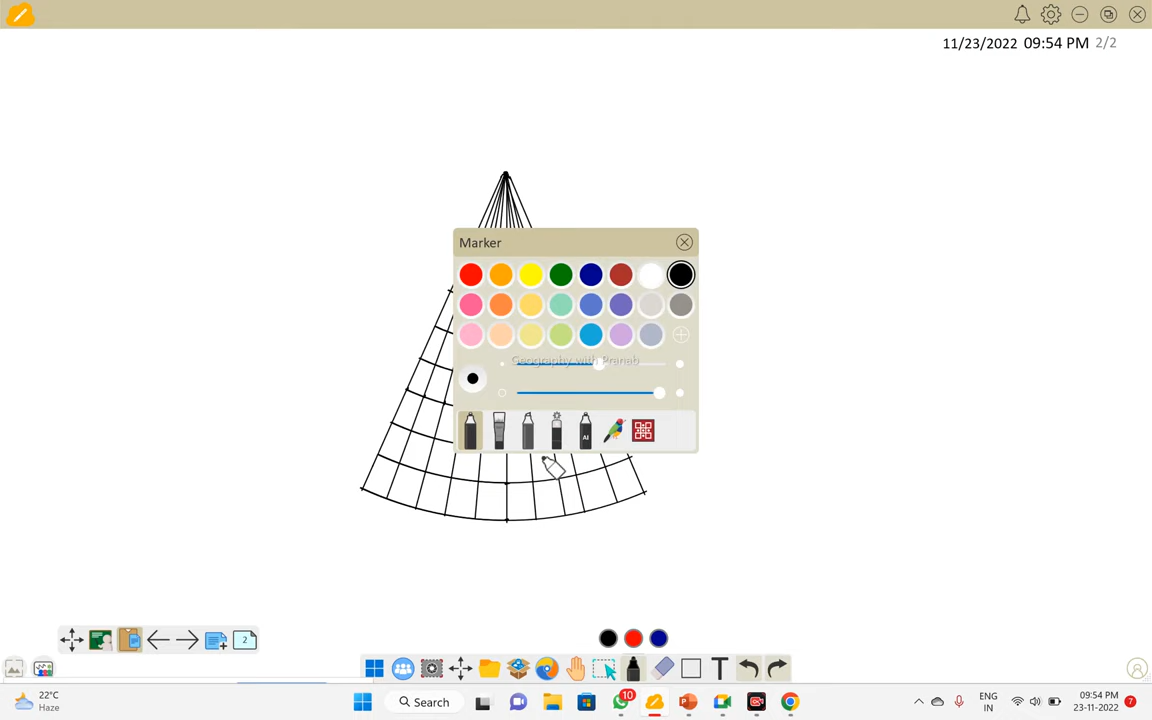 11/23/2022 09:54 PM 2/2
Marker
Geography with Pranab
AI
2
22°C
Haze
Search
10
ENG
IN
09:54 PM
23-11-2022
7
T